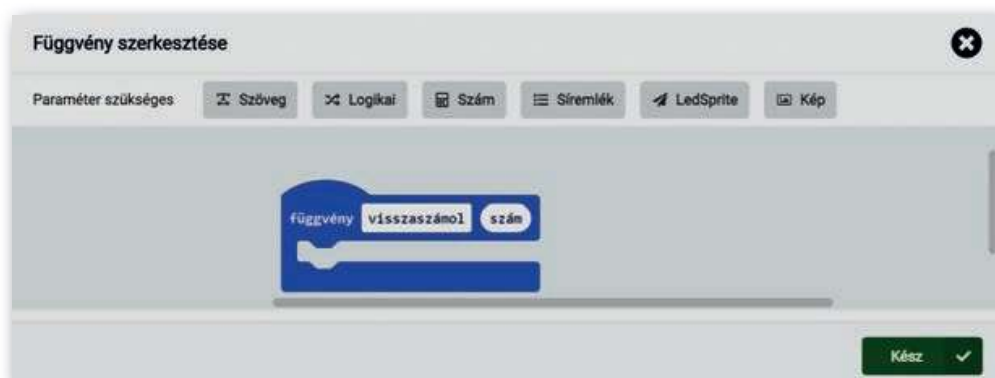 Függvény szerkesztése
Paraméter szükséges Szöveg Logikai Szám Síremlék LedSprite Kép
függvény visszaszámol szám
Kész